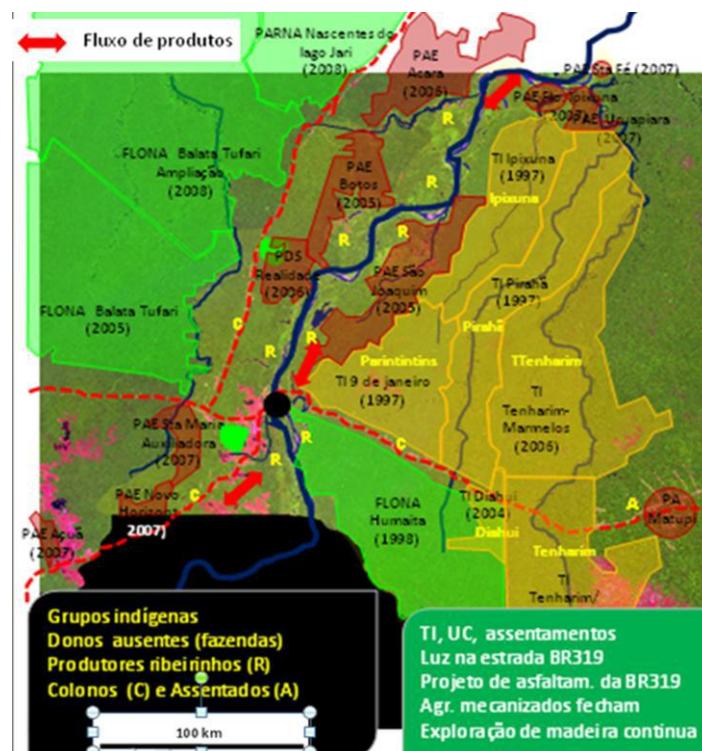 Fluxo de produtos
PARNA Nascentes do
lago Jari
(2008)
PAE
Acara
(2006)
PAE Sta Fé (2007)
PAE Uruapiara
FLONA Balata Tufari
Ampliação
(2008)
R
TI Ipixuna
(1997)
Ipixuna
PAE
Botos
(2005)
R
R
R
PDS
Realidade
(2006)
PAE São
Joaquim
(2005)
TI Pirahã
(1997)
Pirahã
FLONA Balata Tufari
(2005)
C
R
R
Parintintins
TI 9 de janeiro
(1997)
TTenharim
TI
Tenharim-
Marmelos
(2006)
PAE Sta Maria
Auxiliadora
(2007)
R
R
C
C
PAE Novo
Horizont
2007)
PAE Açuã
(2007)
FLONA
Humaita
(1998)
TI Diahui
(2004)
Diahui
A
PA
Matupi
Tenharim
TI
Tenharim/
Grupos indígenas
Donos ausentes (fazendas)
Produtores ribeirinhos (R)
Colonos (C) e Assentados (A)
100 km
TI, UC, assentamentos
Luz na estrada BR319
Projeto de asfaltam. da BR319
Agr. mecanizados fecham
Exploração de madeira continua